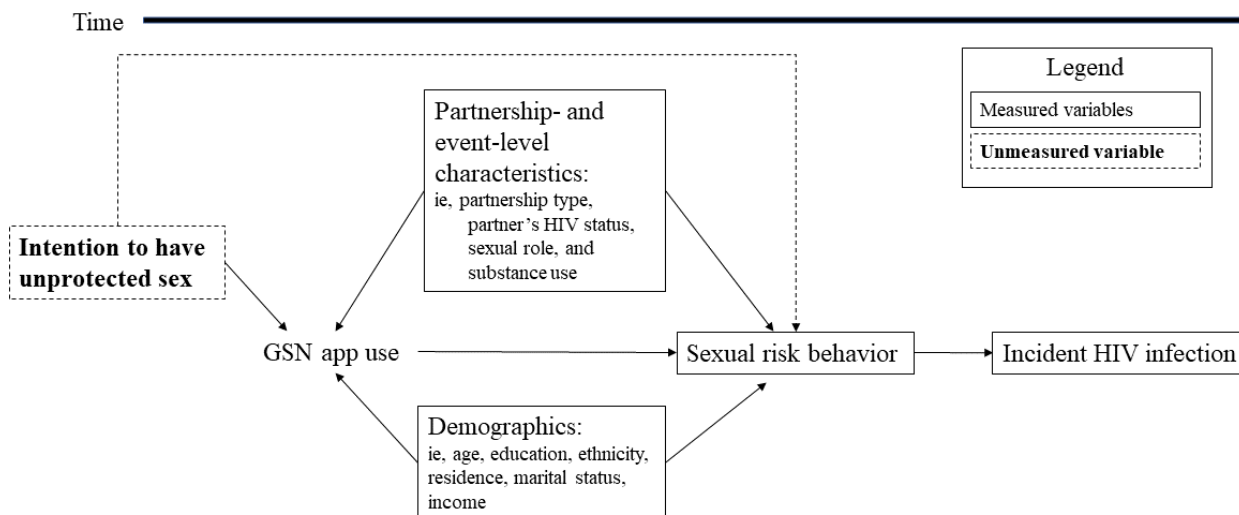 Time
Legend
Measured variables
Unmeasured variable
Partnership- and
event-level
characteristics:
ie, partnership type,
partner’s HIV status,
sexual role, and
substance use
Intention to have
unprotected sex
GSN app use
Sexual risk behavior
Incident HIV infection
Demographics:
ie, age, education, ethnicity,
residence, marital status,
income